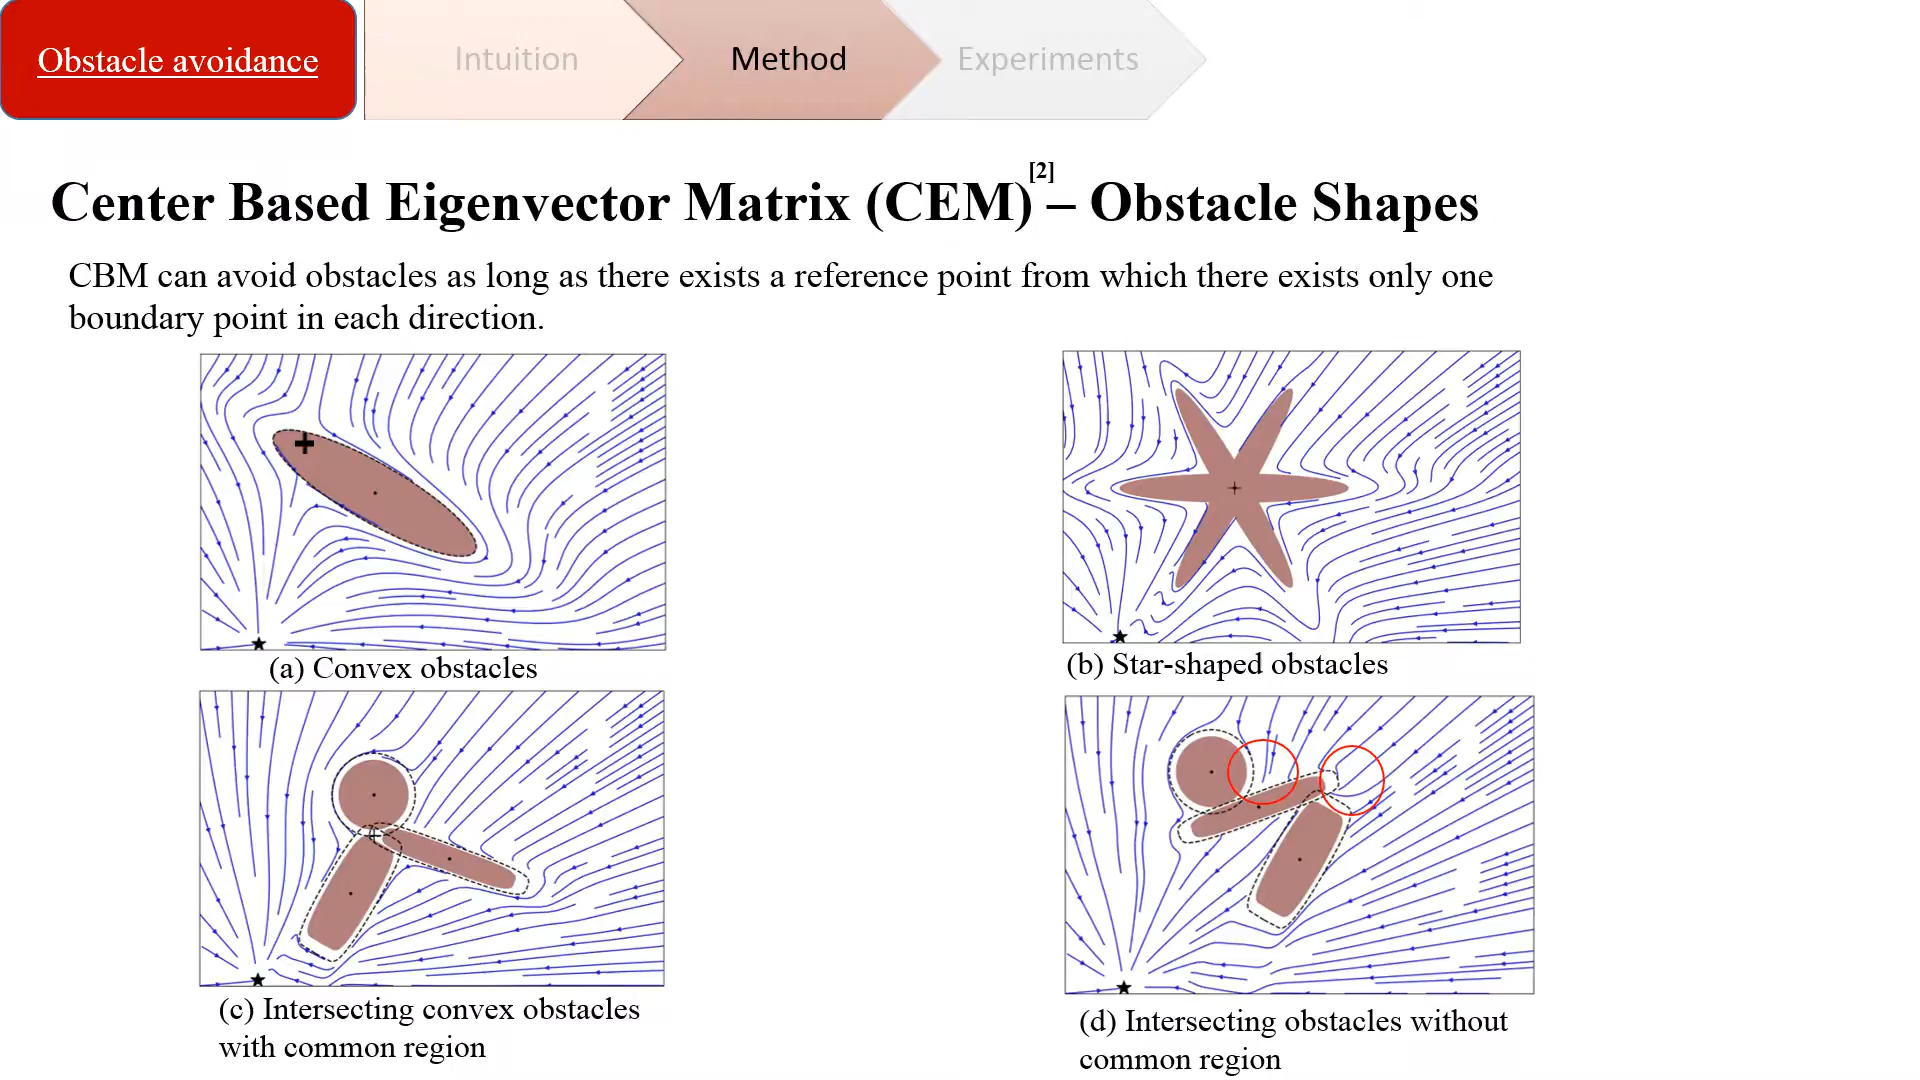 Obstacle avoidance
Intuition
Method
Experiments
Center Based Eigenvector Matrix (CEM)[2] – Obstacle Shapes
CBM can avoid obstacles as long as there exists a reference point from which there exists only one
boundary point in each direction.
(a) Convex obstacles
(b) Star-shaped obstacles
(c) Intersecting convex obstacles
with common region
(d) Intersecting obstacles without
common region